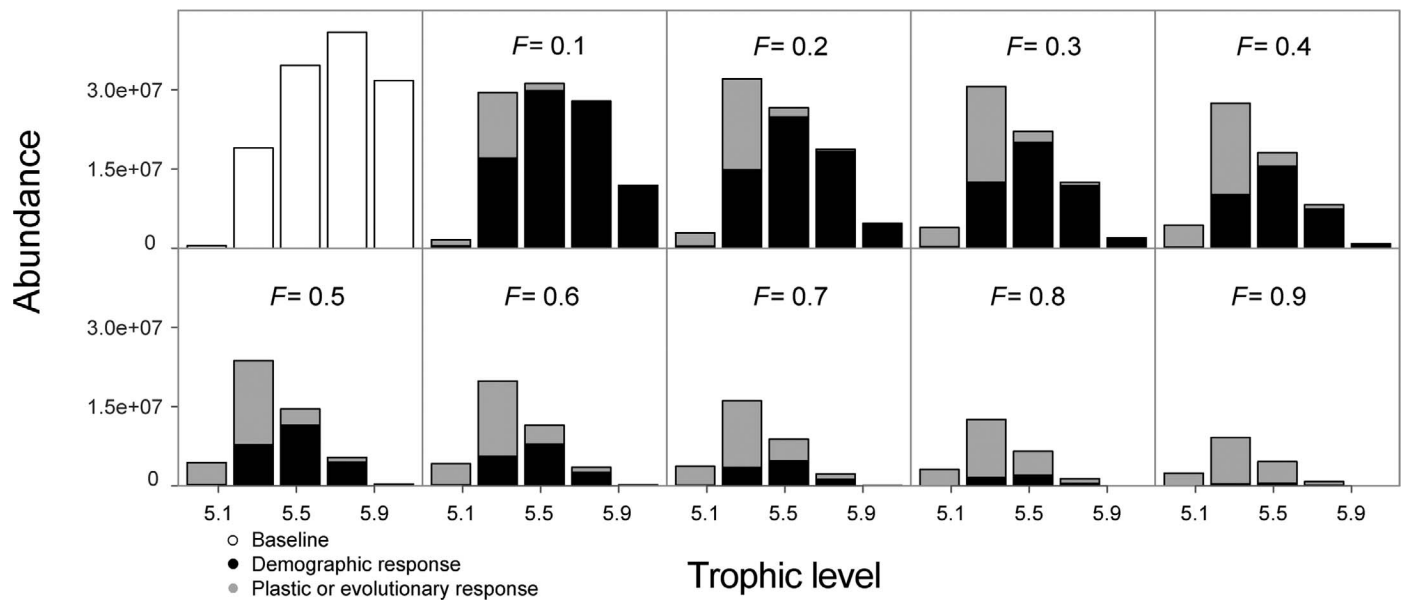 F= 0.1
F= 0.2
F= 0.3
F= 0.4
3.0e+07
1.5e+07
0
Abundance
F= 0.5
F= 0.6
F= 0.7
F= 0.8
F= 0.9
3.0e+07
1.5e+07
0
5.1 5.5 5.9
5.1 5.5 5.9
5.1 5.5 5.9
5.1 5.5 5.9
5.1 5.5 5.9
Baseline
Demographic response
Plastic or evolutionary response
Trophic level